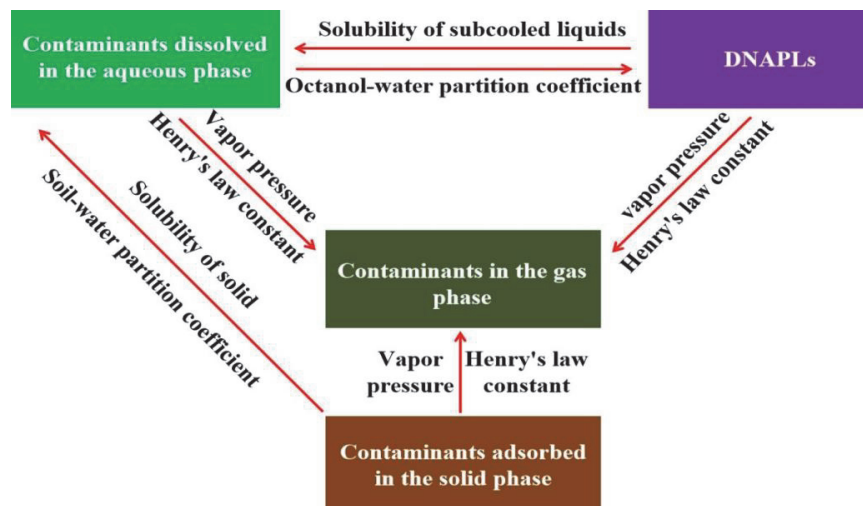 Contaminants dissolved
in the aqueous phase
Solubility of subcooled liquids
Octanol-water partition coefficient
DNAPLs
Vapor pressure
Henry's law constant
vapor pressure
Henry's law constant
Solubility of solid
Soil-water partition coefficient
Contaminants in the gas
phase
Vapor
pressure
Henry's law
constant
Contaminants adsorbed
in the solid phase